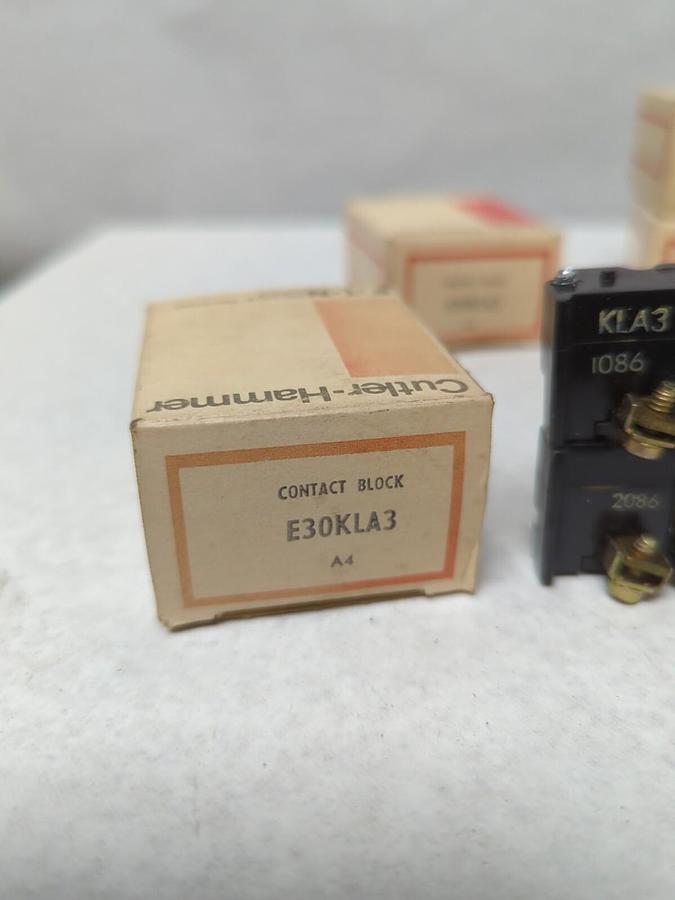 Cutler-Hammer
CONTACT BLOCK
E30KLA3
A4
KLA3
1086
2086